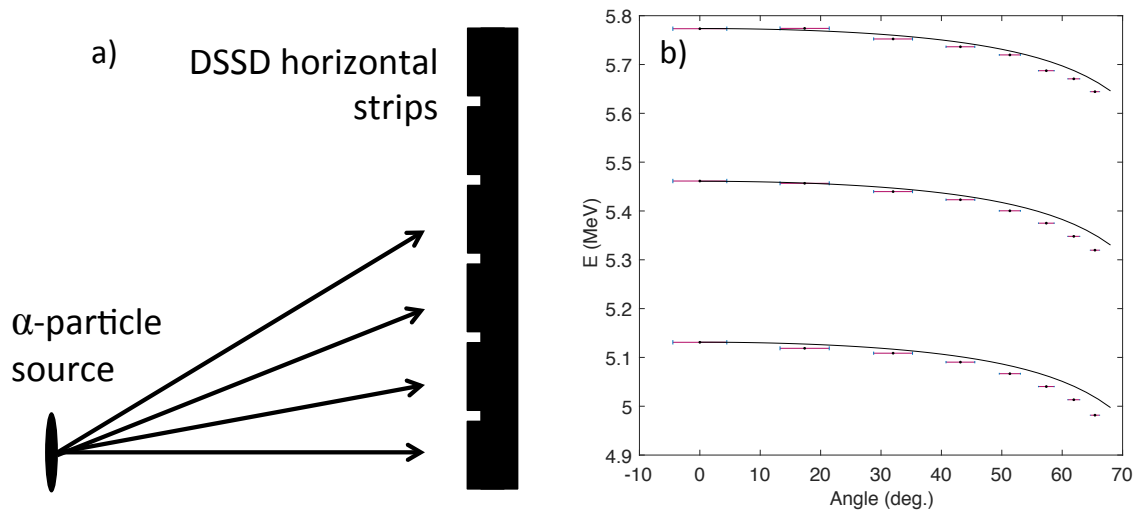 a)
DSSD horizontal
strips
α-particle
source
b)
5.8
5.7
5.6
5.5
5.4
5.3
5.2
5.1
5
4.9
E (MeV)
-10 0 10 20 30 40 50 60 70
Angle (deg.)